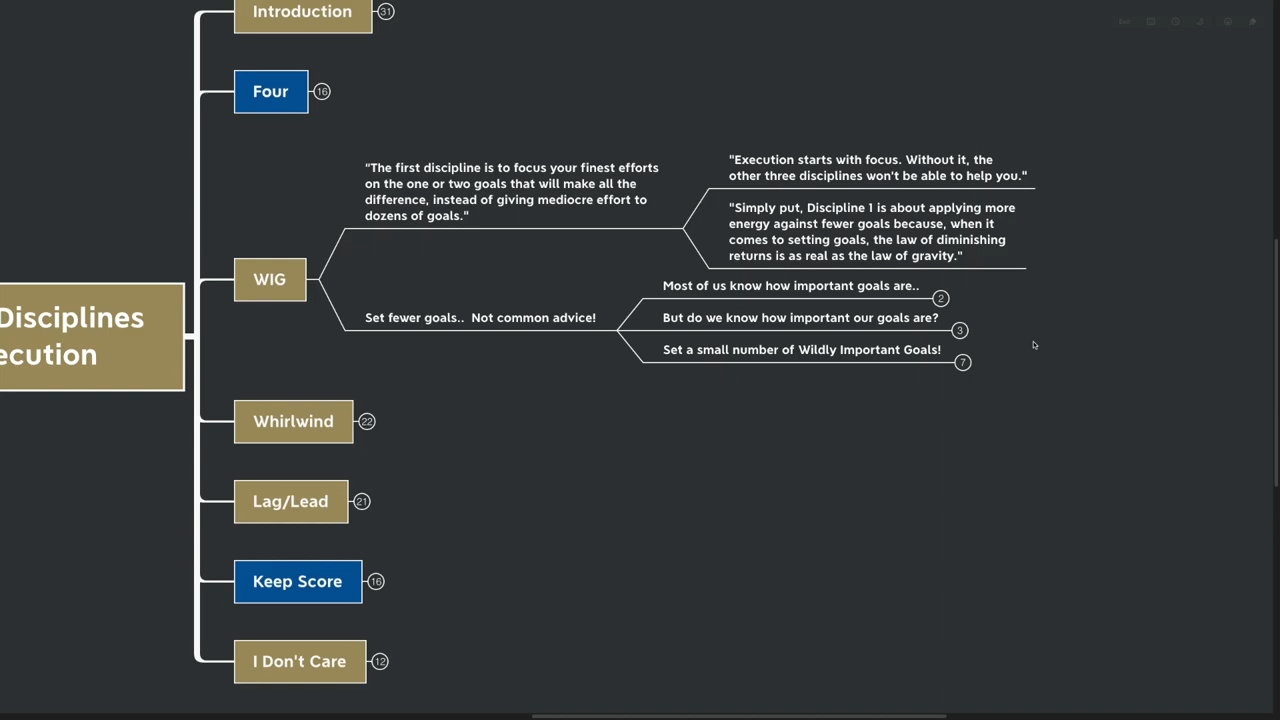 Introduction
31
Four
16
"The first discipline is to focus your finest efforts
on the one or two goals that will make all the
difference, instead of giving mediocre effort to
dozens of goals."
"Execution starts with focus. Without it, the
other three disciplines won't be able to help you."
"Simply put, Discipline 1 is about applying more
energy against fewer goals because, when it
comes to setting goals, the law of diminishing
returns is as real as the law of gravity."
WIG
Set fewer goals..  Not common advice!
Most of us know how important goals are..
2
But do we know how important our goals are?
3
Set a small number of Wildly Important Goals!
7
Disciplines
ecution
Whirlwind
22
Lag/Lead
21
Keep Score
16
I Don't Care
12